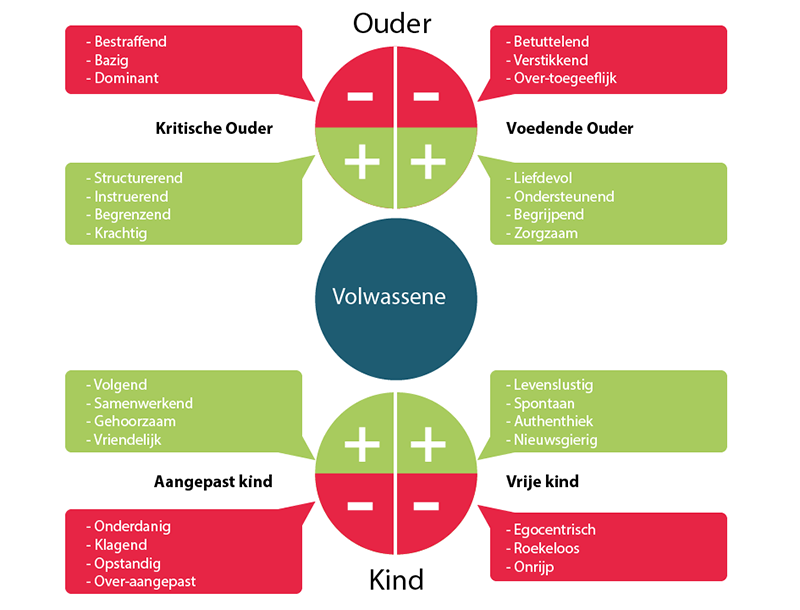 Ouder
- Bestraffend
- Bazig
- Dominant
- Betuttelend
- Verstikkend
- Over-toegeeflijk
Kritische Ouder
Voedende Ouder
- Structurerend
- Instruerend
- Begrenzend
- Krachtig
- Liefdevol
- Ondersteunend
- Begrijpend
- Zorgzaam
Volwassene
- Volgend
- Samenwerkend
- Gehoorzaam
- Vriendelijk
- Levenslustig
- Spontaan
- Authenthiek
- Nieuwsgierig
Aangepast kind
Vrije kind
- Onderdanig
- Klagend
- Opstandig
- Over-aangepast
- Egocentrisch
- Roekeloos
- Onrijp
Kind